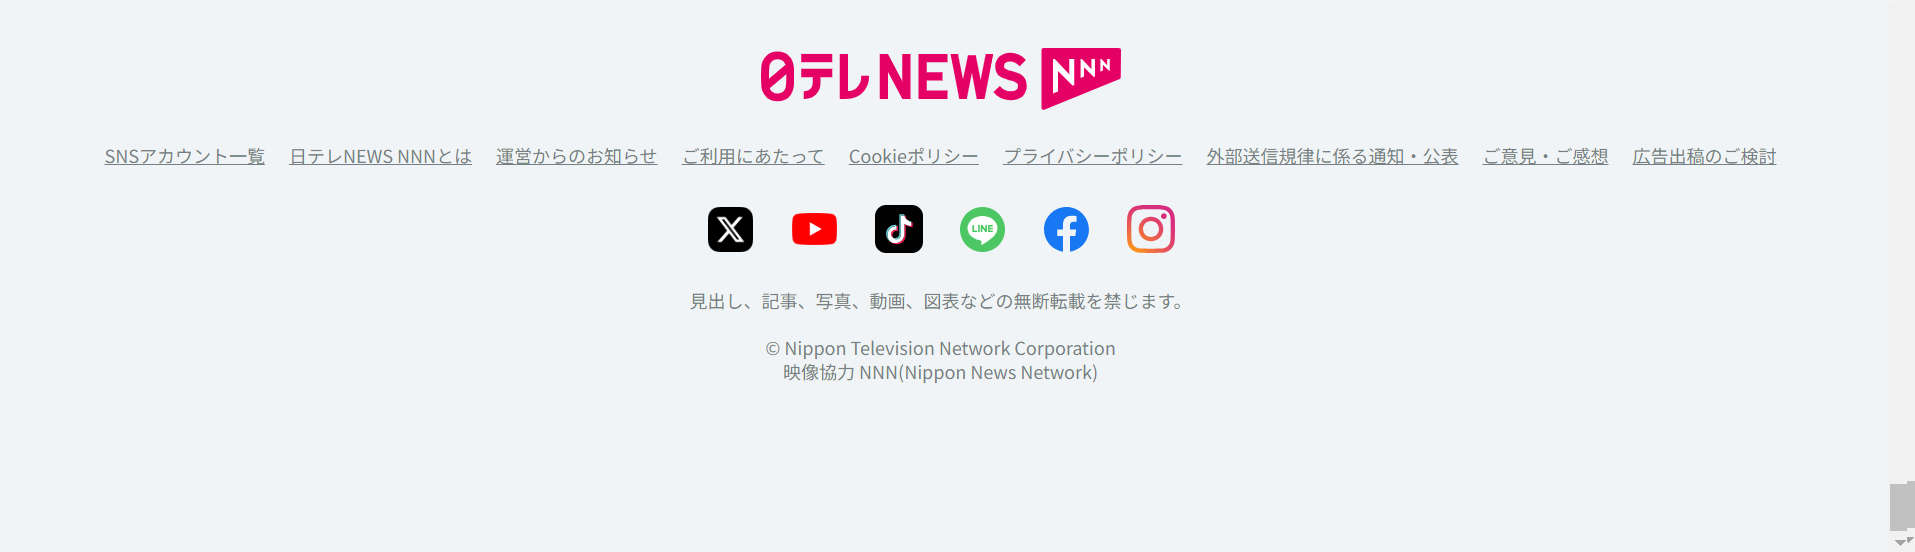 日テレNEWS NNN
SNSアカウント一覧 日テレNEWS NNNとは 運営からのお知らせ ご利用にあたって Cookieポリシー プライバシーポリシー 外部送信規律に係る通知・公表 ご意見・ご感想 広告出稿のご検討
LINE
見出し、記事、写真、動画、図表などの無断転載を禁じます。
© Nippon Television Network Corporation
映像協力 NNN(Nippon News Network)